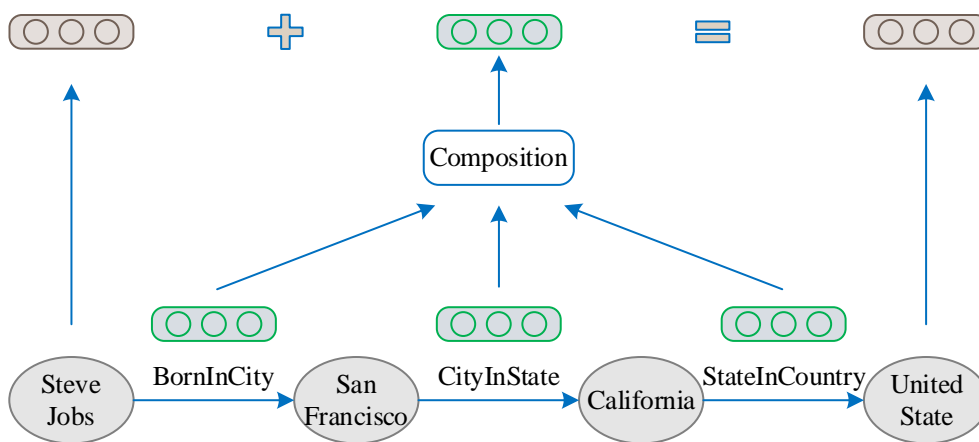 Composition
BornInCity
CityInState
StateInCountry
Steve
Jobs
San
Francisco
California
United
State